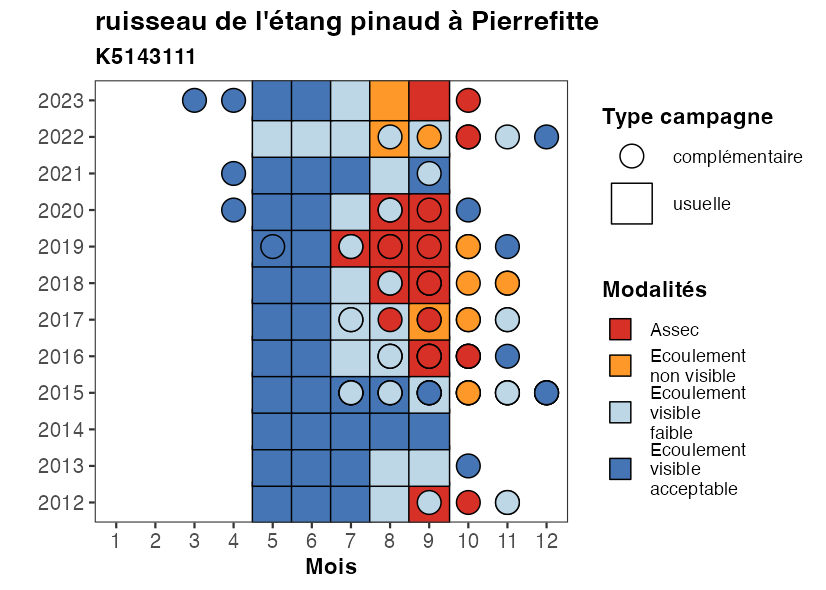 ruisseau de l'étang pinaud à Pierrefitte
K5143111
2023
2022
2021
2020
2019
2018
2017
2016
2015
2014
2013
2012
1 2 3 4 5 6 7 8 9 10 11 12
Mois
Type campagne
complémentaire
usuelle
Modalités
Assec
Ecoulement
non visible
Ecoulement
visible
faible
Ecoulement
visible
acceptable